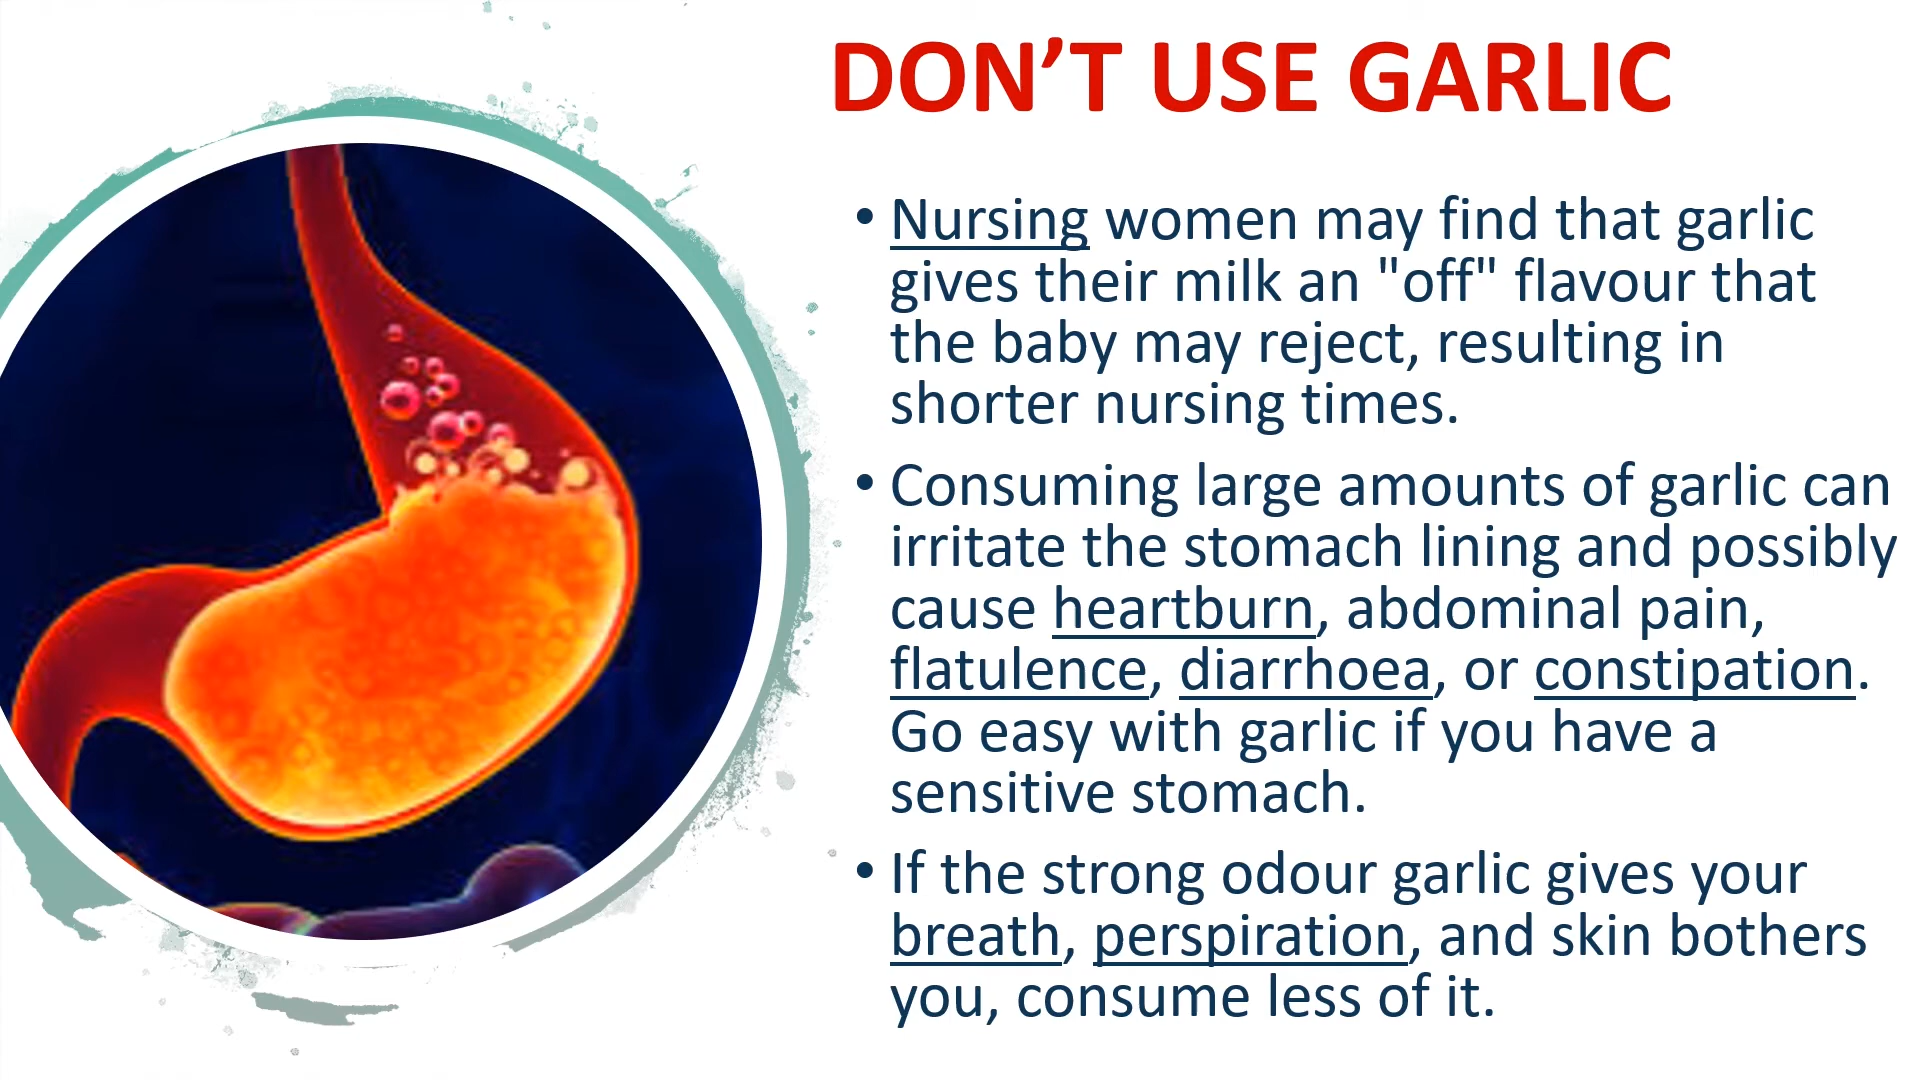 DON’T USE GARLIC
• Nursing women may find that garlic
gives their milk an "off" flavour that
the baby may reject, resulting in
shorter nursing times.
• Consuming large amounts of garlic can
irritate the stomach lining and possibly
cause heartburn, abdominal pain,
flatulence, diarrhoea, or constipation.
Go easy with garlic if you have a
sensitive stomach.
• If the strong odour garlic gives your
breath, perspiration, and skin bothers
you, consume less of it.